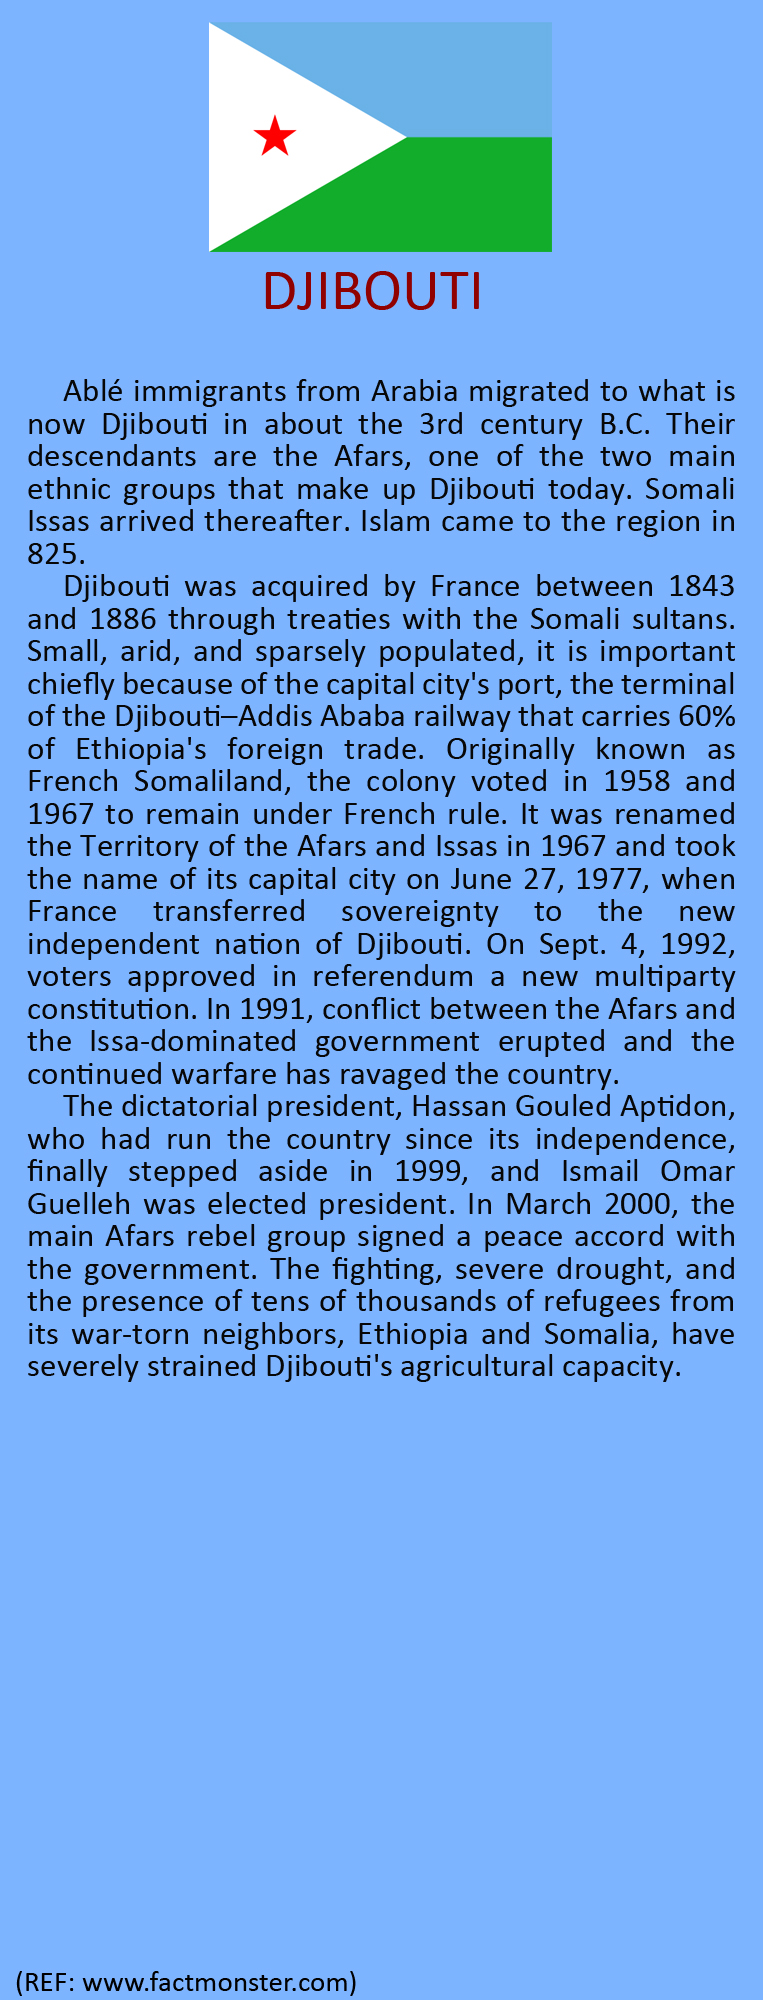 DJIBOUTI
Ablé immigrants from Arabia migrated to what is
now Djibouti in about the 3rd century B.C. Their
descendants are the Afars, one of the two main
ethnic groups that make up Djibouti today. Somali
Issas arrived thereafter. Islam came to the region in
825.
Djibouti was acquired by France between 1843
and 1886 through treaties with the Somali sultans.
Small, arid, and sparsely populated, it is important
chiefly because of the capital city's port, the terminal
of the Djibouti–Addis Ababa railway that carries 60%
of Ethiopia's foreign trade. Originally known as
French Somaliland, the colony voted in 1958 and
1967 to remain under French rule. It was renamed
the Territory of the Afars and Issas in 1967 and took
the name of its capital city on June 27, 1977, when
France transferred sovereignty to the new
independent nation of Djibouti. On Sept. 4, 1992,
voters approved in referendum a new multiparty
constitution. In 1991, conflict between the Afars and
the Issa-dominated government erupted and the
continued warfare has ravaged the country.
The dictatorial president, Hassan Gouled Aptidon,
who had run the country since its independence,
finally stepped aside in 1999, and Ismail Omar
Guelleh was elected president. In March 2000, the
main Afars rebel group signed a peace accord with
the government. The fighting, severe drought, and
the presence of tens of thousands of refugees from
its war-torn neighbors, Ethiopia and Somalia, have
severely strained Djibouti's agricultural capacity.
(REF: www.factmonster.com)